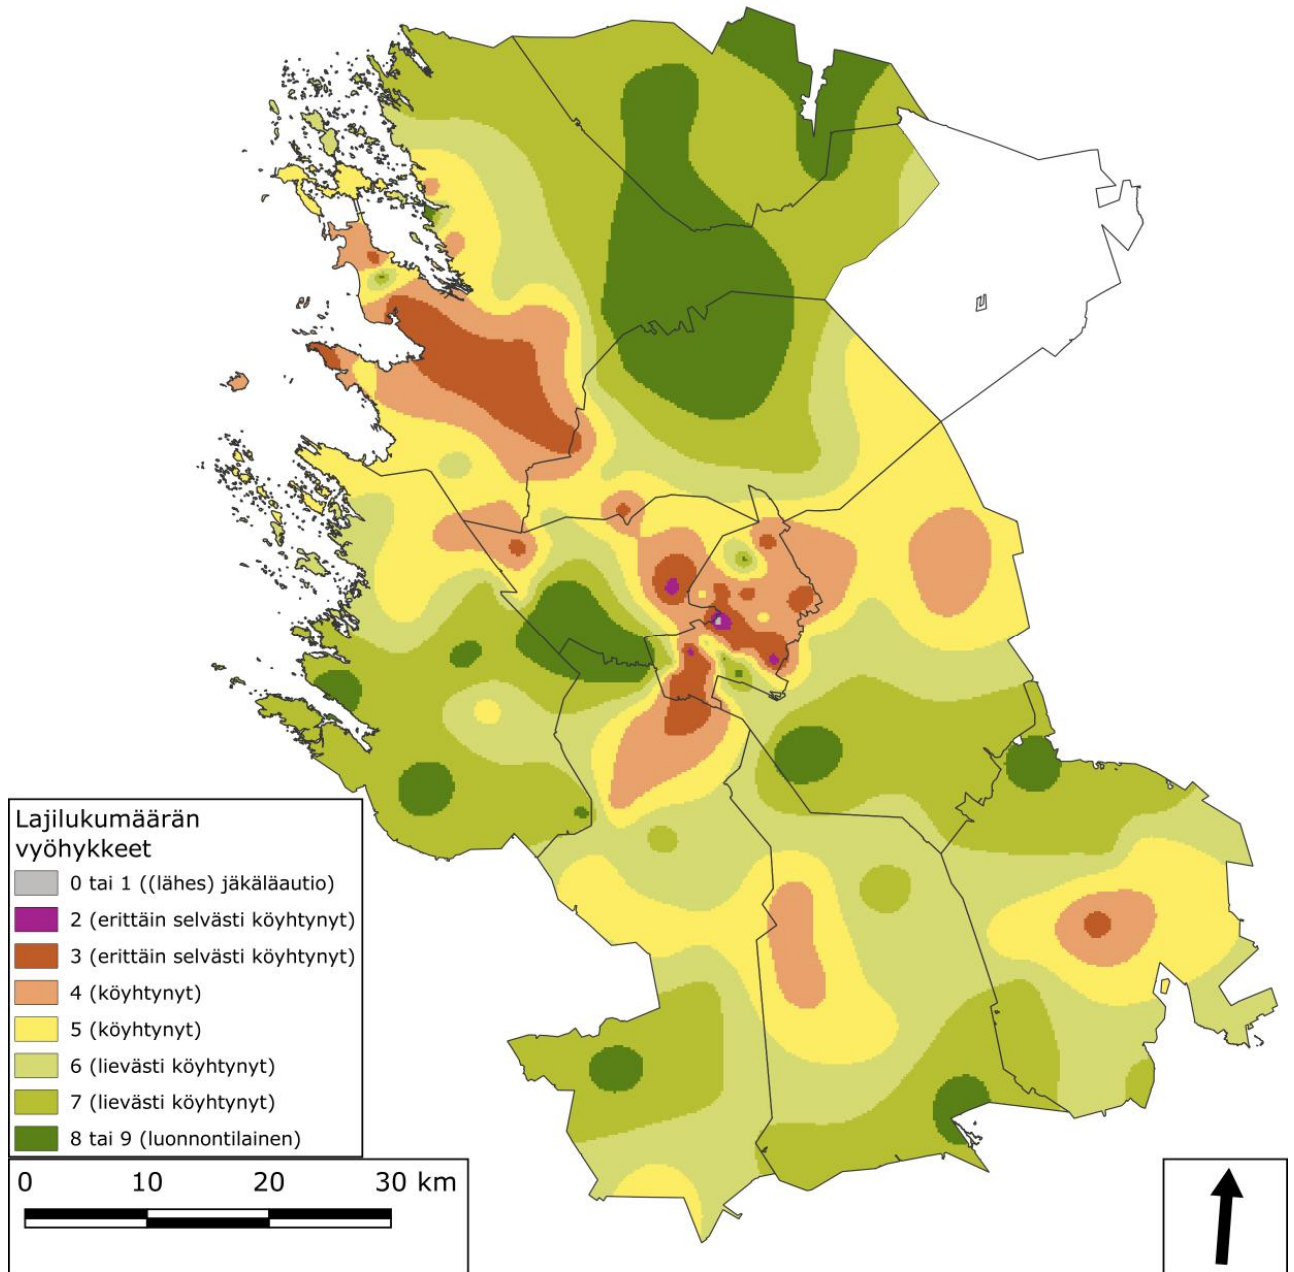 Lajilukumäärän
vyöhykkeet
0 tai 1 ((lähes) jäkäläautio)
2 (erittäin selvästi köyhtynyt)
3 (erittäin selvästi köyhtynyt)
4 (köyhtynyt)
5 (köyhtynyt)
6 (lievästi köyhtynyt)
7 (lievästi köyhtynyt)
8 tai 9 (luonnontilainen)
0 10 20 30 km